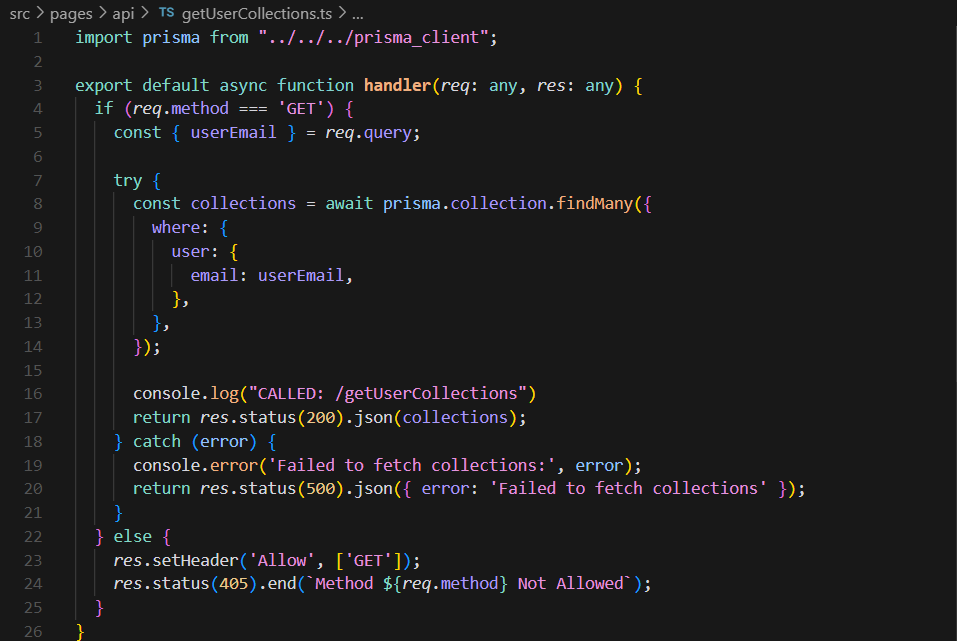 src > pages > api > TS getUserCollections.ts > ...
1 import prisma from "../../../prisma_client";
2
3 export default async function handler(req: any, res: any) {
4   if (req.method === 'GET') {
5     const { userEmail } = req.query;
6
7     try {
8       const collections = await prisma.collection.findMany({
9         where: {
10           user: {
11             email: userEmail,
12           },
13         },
14       });
15
16       console.log("CALLED: /getUserCollections")
17       return res.status(200).json(collections);
18     } catch (error) {
19       console.error('Failed to fetch collections:', error);
20       return res.status(500).json({ error: 'Failed to fetch collections' });
21     }
22   } else {
23     res.setHeader('Allow', ['GET']);
24     res.status(405).end(`Method ${req.method} Not Allowed`);
25   }
26 }